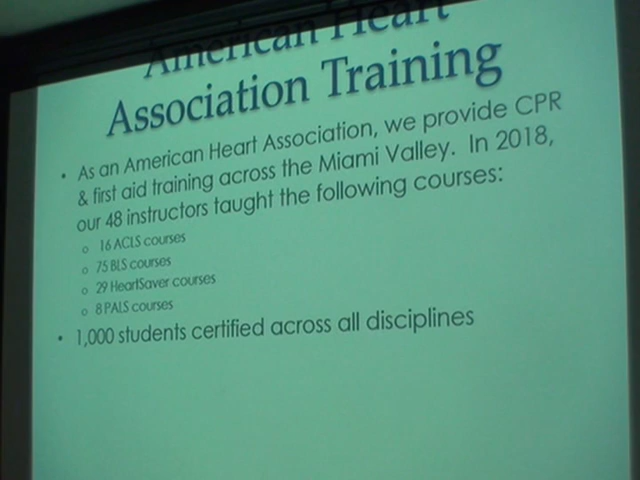 American Heart
Association Training
• As an American Heart Association, we provide CPR
& first aid training across the Miami Valley. In 2018,
our 48 instructors taught the following courses:
o 16 ACLS courses
o 75 BLS courses
o 29 HeartSaver courses
o 8 PALS courses
• 1,000 students certified across all disciplines